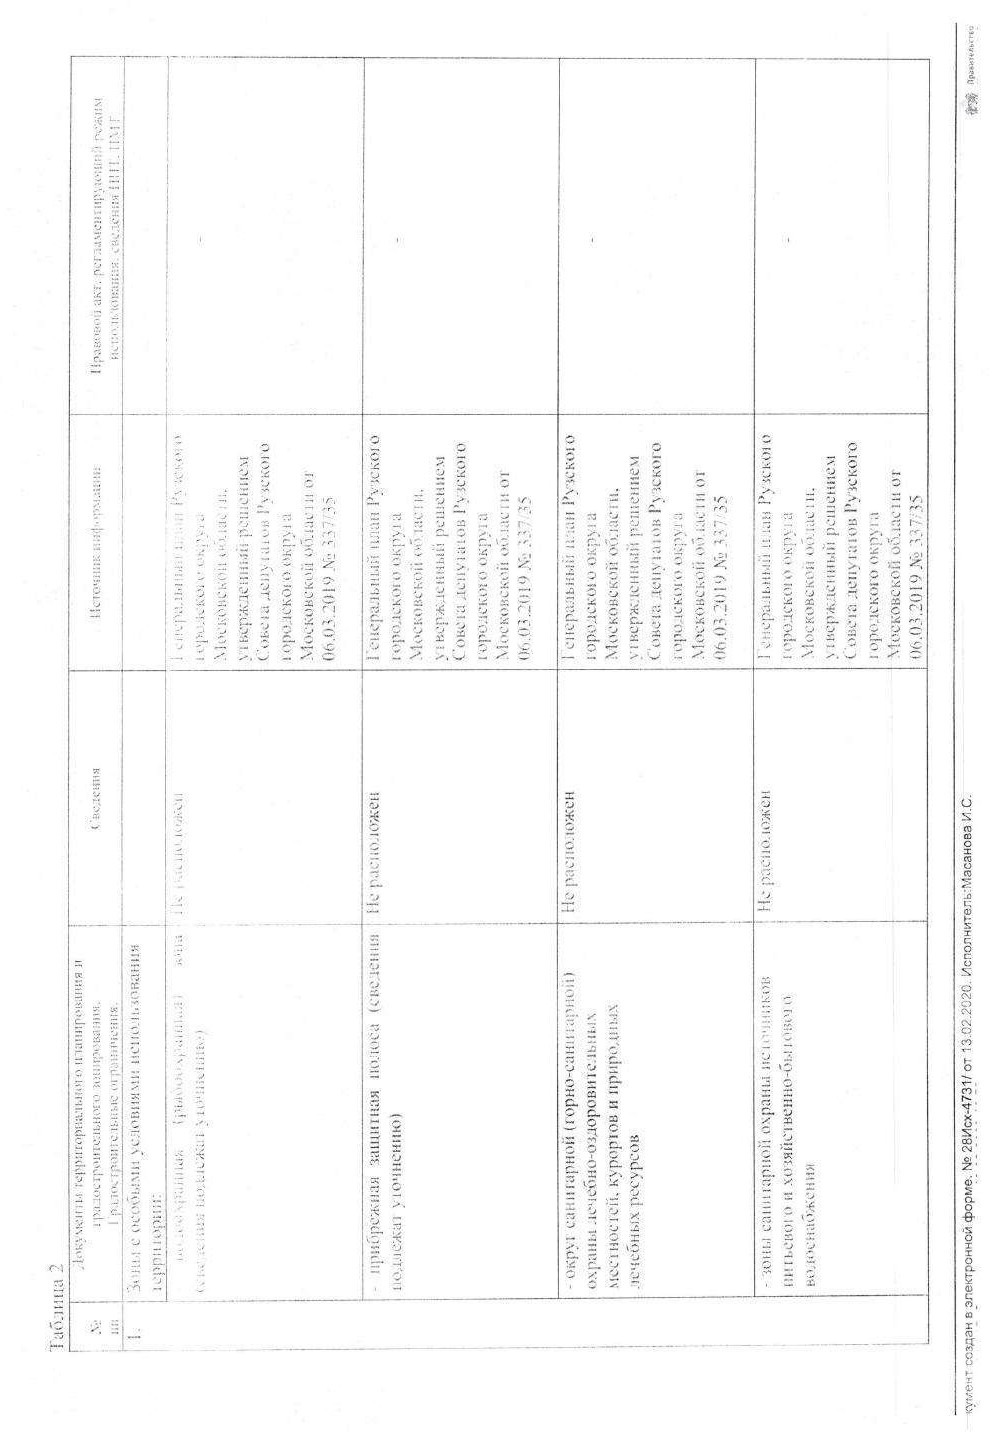 Таблица 2
№
пп
Документы территориального планирования и
градостроительного зонирования.
Градостроительные ограничения.
Сведения
Источник информации
Правовой акт, регламентирующий режим
использования, сведения
1.
Зоны с особыми условиями использования
территории:
- водоохранная (рыбоохранная) зона
(сведения подлежат уточнению)
Не расположен
Генеральный план Рузского
городского округа
Московской области,
утвержденный решением
Совета депутатов Рузского
городского округа
Московской области от
06.03.2019 № 337/35
-
- прибрежная защитная полоса (сведения
подлежат уточнению)
Не расположен
Генеральный план Рузского
городского округа
Московской области,
утвержденный решением
Совета депутатов Рузского
городского округа
Московской области от
06.03.2019 № 337/35
-
- округ санитарной (горно-санитарной)
охраны лечебно-оздоровительных
местностей, курортов и природных
лечебных ресурсов
Не расположен
Генеральный план Рузского
городского округа
Московской области,
утвержденный решением
Совета депутатов Рузского
городского округа
Московской области от
06.03.2019 № 337/35
-
- зоны санитарной охраны источников
питьевого и хозяйственно-бытового
водоснабжения
Не расположен
Генеральный план Рузского
городского округа
Московской области,
утвержденный решением
Совета депутатов Рузского
городского округа
Московской области от
06.03.2019 № 337/35
-
кумент создан в электронной форме. № 28Исх-4731/ от 13.02.2020. Исполнитель:Масанова И.С.
Правительство